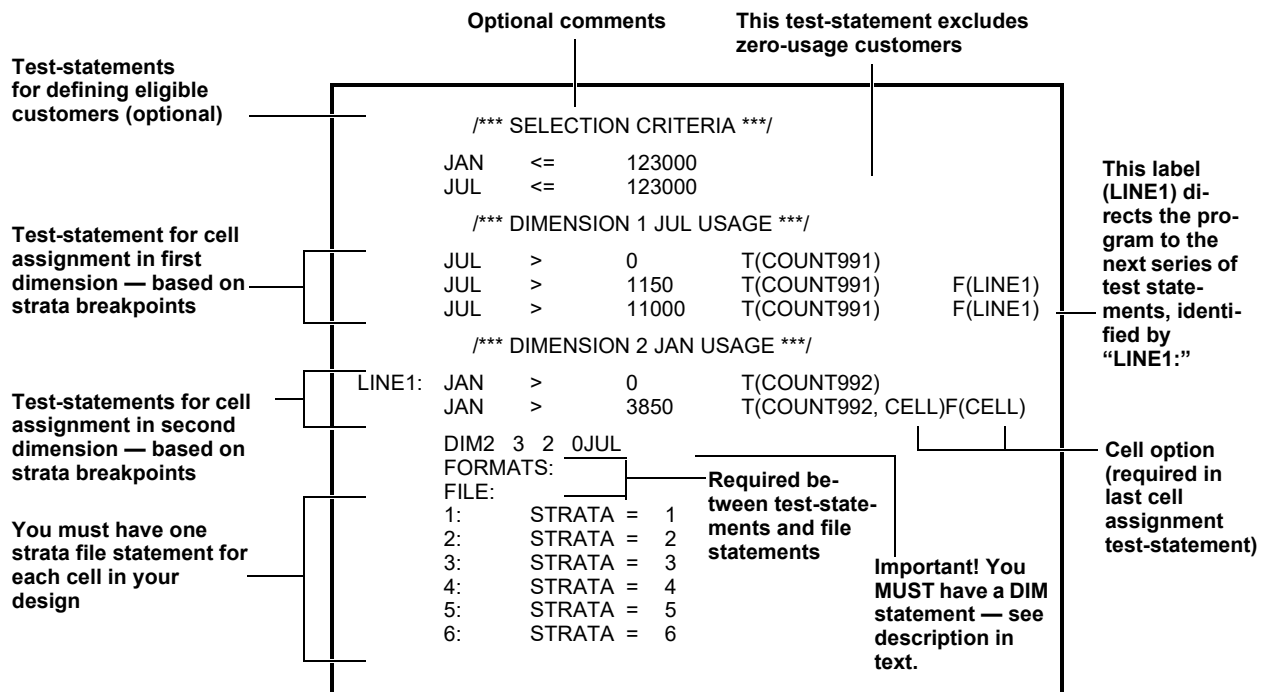 Optional comments
This test-statement excludes
zero-usage customers
Test-statements
for defining eligible
customers (optional)
/*** SELECTION CRITERIA ***/
JAN <= 123000
JUL <= 123000
This label
(LINE1) di-
rects the pro-
gram to the
next series of
test state-
ments, identi-
fied by
“LINE1:”
/*** DIMENSION 1 JUL USAGE ***/
Test-statement for cell
assignment in first
dimension — based on
strata breakpoints
JUL > 0 T(COUNT991)
JUL > 1150 T(COUNT991) F(LINE1)
JUL > 11000 T(COUNT991) F(LINE1)
/*** DIMENSION 2 JAN USAGE ***/
LINE1: JAN > 0 T(COUNT992)
JAN > 3850 T(COUNT992, CELL)F(CELL)
Test-statements for cell
assignment in second
dimension — based on
strata breakpoints
Cell option
(required in
last cell
assignment
test-statement)
DIM2 3 2 0JUL
FORMATS:
FILE:
Required be-
tween test-state-
ments and file
statements
You must have one
strata file statement for
each cell in your
design
1: STRATA = 1
2: STRATA = 2
3: STRATA = 3
4: STRATA = 4
5: STRATA = 5
6: STRATA = 6
Important! You
MUST have a DIM
statement — see
description in
text.